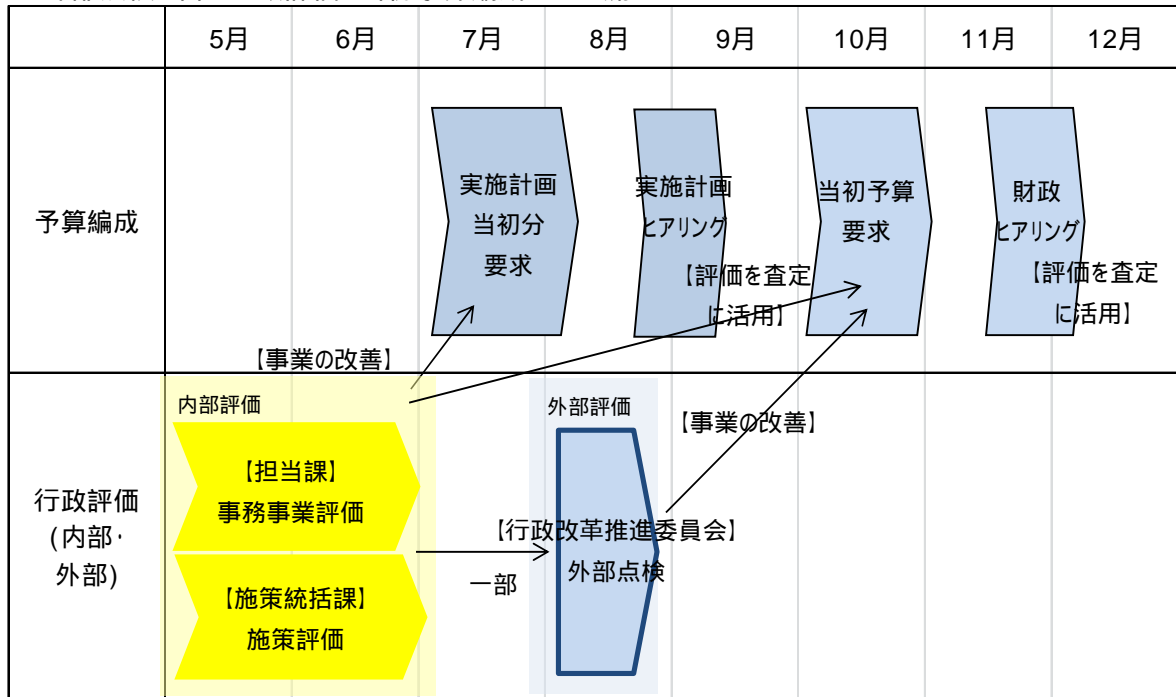 5月 6月 7月 8月 9月 10月 11月 12月
予算編成
実施計画
当初分
要求
実施計画
ヒアリング
【評価を査定
に活用】
当初予算
要求
財政
ヒアリング
【評価を査定
に活用】
【事業の改善】
行政評価
(内部・
外部)
内部評価
【担当課】
事務事業評価
【施策統括課】
施策評価
一部
外部評価
【行政改革推進委員会】
外部点検
【事業の改善】